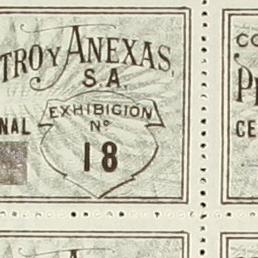 TRO Y ANEXAS,
S.A.
EXHIBICION
NAL Nº
18
CO
CE